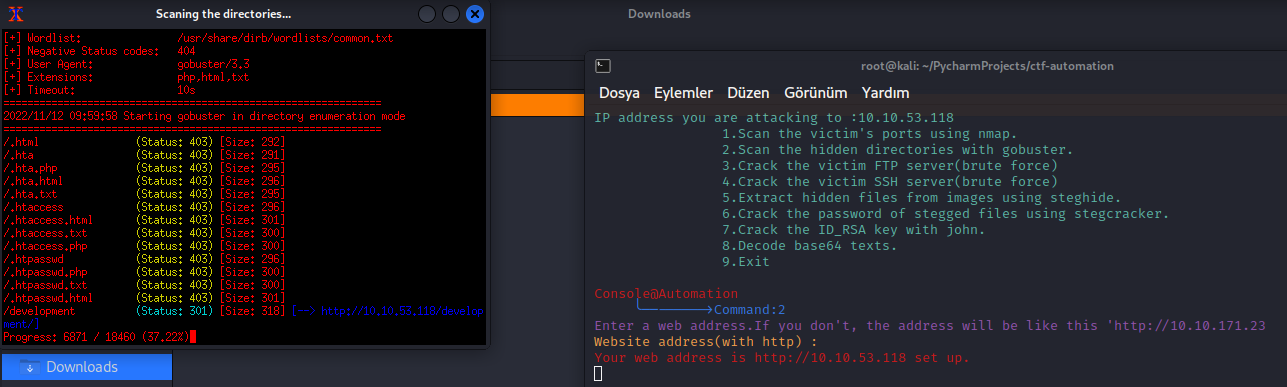 Scaning the directories...
[+] Wordlist: /usr/share/dirb/wordlists/common.txt
[+] Negative Status codes: 404
[+] User Agent: gobuster/3.3
[+] Extensions: php,html,txt
[+] Timeout: 10s
===============================================================
2022/11/12 09:59:58 Starting gobuster in directory enumeration mode
===============================================================
/.html (Status: 403) [Size: 292]
/.hta (Status: 403) [Size: 291]
/.hta.php (Status: 403) [Size: 295]
/.hta.html (Status: 403) [Size: 296]
/.hta.txt (Status: 403) [Size: 295]
/.htaccess (Status: 403) [Size: 296]
/.htaccess.html (Status: 403) [Size: 301]
/.htaccess.txt (Status: 403) [Size: 300]
/.htaccess.php (Status: 403) [Size: 300]
/.htpasswd (Status: 403) [Size: 296]
/.htpasswd.php (Status: 403) [Size: 300]
/.htpasswd.txt (Status: 403) [Size: 300]
/.htpasswd.html (Status: 403) [Size: 301]
/development (Status: 301) [Size: 318] [--> http://10.10.53.118/develop
ment/]
Progress: 6871 / 18460 (37.22%)
Downloads
Downloads
root@kali: ~/PycharmProjects/ctf-automation
Dosya Eylemler Düzen Görünüm Yardım
IP address you are attacking to :10.10.53.118
1.Scan the victim's ports using nmap.
2.Scan the hidden directories with gobuster.
3.Crack the victim FTP server(brute force)
4.Crack the victim SSH server(brute force)
5.Extract hidden files from images using steghide.
6.Crack the password of stegged files using stegcracker.
7.Crack the ID_RSA key with john.
8.Decode base64 texts.
9.Exit
Console@Automation
Command:2
Enter a web address.If you don't, the address will be like this 'http://10.10.171.23
Website address(with http) :
Your web address is http://10.10.53.118 set up.